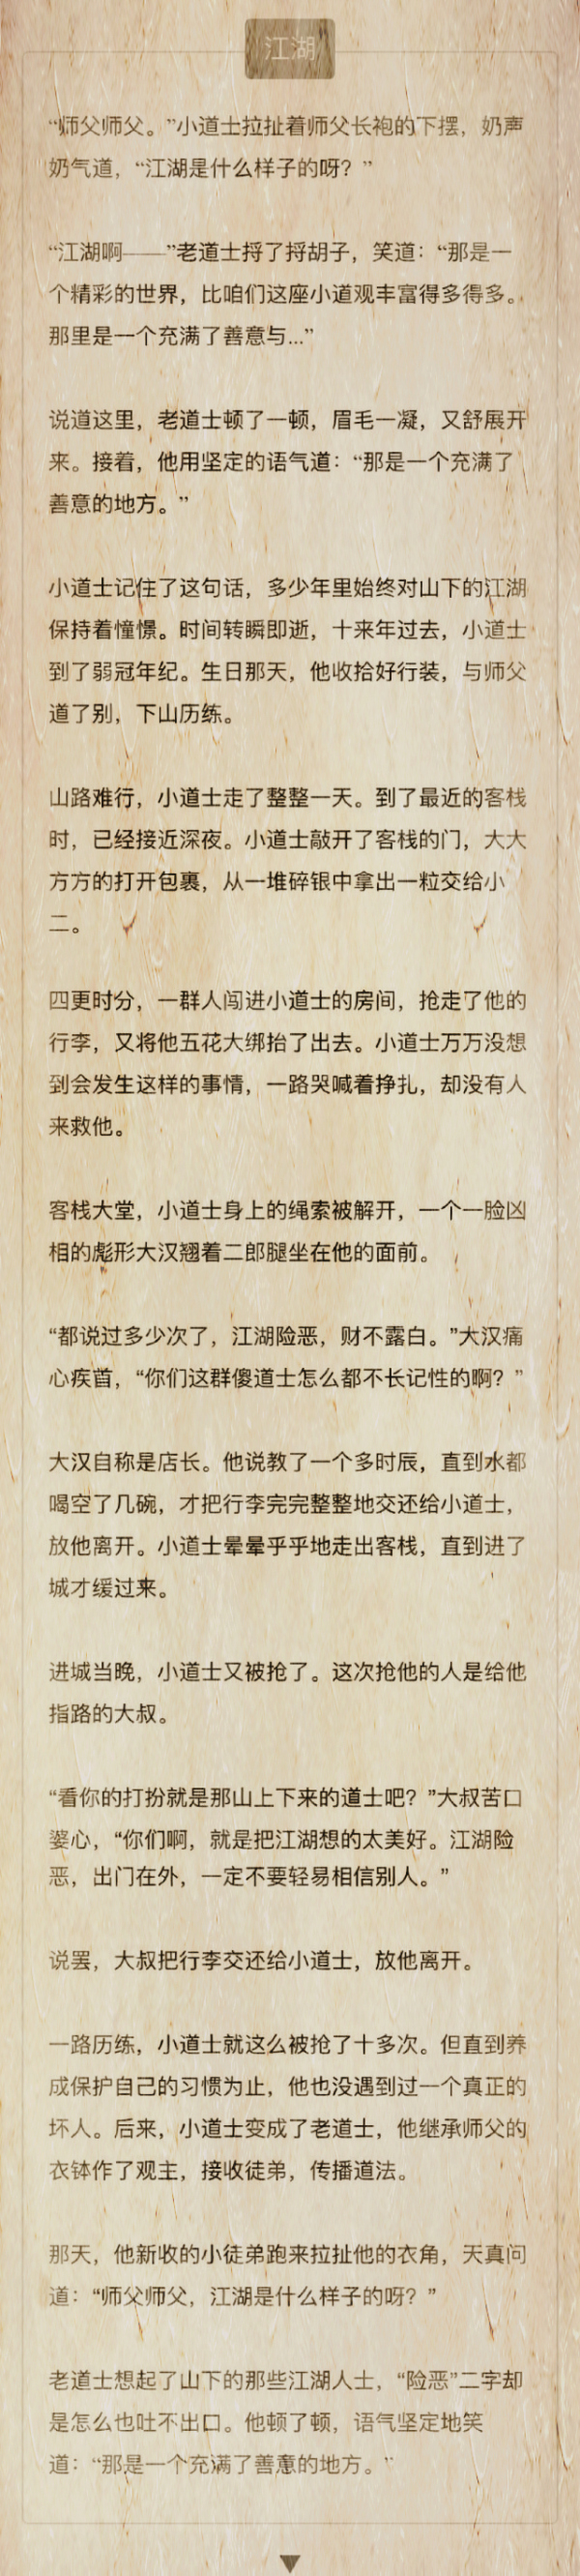 江湖
“师父师父。”小道士拉扯着师父长袍的下摆，奶声
奶气道，“江湖是什么样子的呀？”
“江湖啊——”老道士捋了捋胡子，笑道：“那是一
个精彩的世界，比咱们这座小道观丰富得多得多。
那里是一个充满了善意与...”
说道这里，老道士顿了一顿，眉毛一凝，又舒展开
来。接着，他用坚定的语气道：“那是一个充满了
善意的地方。”
小道士记住了这句话，多少年里始终对山下的江湖
保持着憧憬。时间转瞬即逝，十来年过去，小道士
到了弱冠年纪。生日那天，他收拾好行装，与师父
道了别，下山历练。
山路难行，小道士走了整整一天。到了最近的客栈
时，已经接近深夜。小道士敲开了客栈的门，大大
方方的打开包裹，从一堆碎银中拿出一粒交给小
二。
四更时分，一群人闯进小道士的房间，抢走了他的
行李，又将他五花大绑抬了出去。小道士万万没想
到会发生这样的事情，一路哭喊着挣扎，却没有人
来救他。
客栈大堂，小道士身上的绳索被解开，一个一脸凶
相的彪形大汉翘着二郎腿坐在他的面前。
“都说过多少次了，江湖险恶，财不露白。”大汉痛
心疾首，“你们这群傻道士怎么都不长记性的啊？”
大汉自称是店长。他说教了一个多时辰，直到水都
喝空了几碗，才把行李完完整整地交还给小道士，
放他离开。小道士晕晕乎乎地走出客栈，直到进了
城才缓过来。
进城当晚，小道士又被抢了。这次抢他的人是给他
指路的大叔。
“看你的打扮就是那山上下来的道士吧？”大叔苦口
婆心，“你们啊，就是把江湖想的太美好。江湖险
恶，出门在外，一定不要轻易相信别人。”
说罢，大叔把行李交还给小道士，放他离开。
一路历练，小道士就这么被抢了十多次。但直到养
成保护自己的习惯为止，他也没遇到过一个真正的
坏人。后来，小道士变成了老道士，他继承师父的
衣钵作了观主，接收徒弟，传播道法。
那天，他新收的小徒弟跑来拉扯他的衣角，天真问
道：“师父师父，江湖是什么样子的呀？”
老道士想起了山下的那些江湖人士，“险恶”二字却
是怎么也吐不出口。他顿了顿，语气坚定地笑
道：“那是一个充满了善意的地方。”